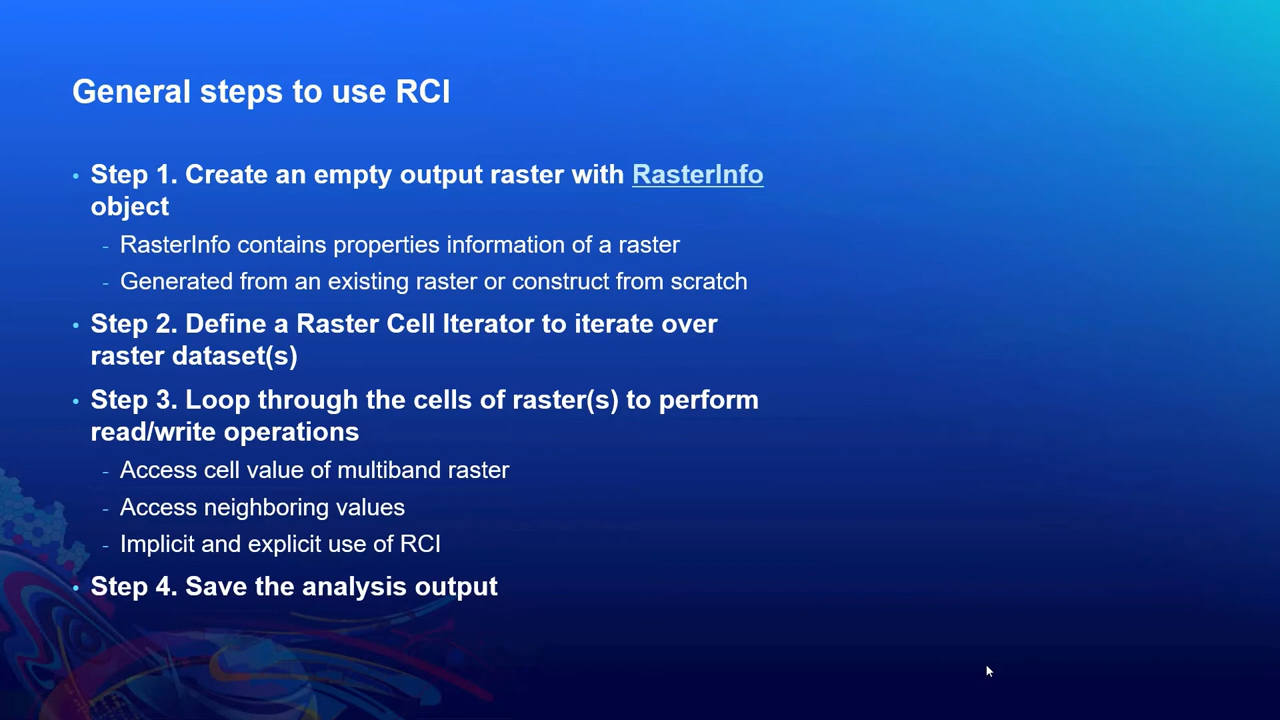 General steps to use RCI
• Step 1. Create an empty output raster with RasterInfo
object
- RasterInfo contains properties information of a raster
- Generated from an existing raster or construct from scratch
• Step 2. Define a Raster Cell Iterator to iterate over
raster dataset(s)
• Step 3. Loop through the cells of raster(s) to perform
read/write operations
- Access cell value of multiband raster
- Access neighboring values
- Implicit and explicit use of RCI
• Step 4. Save the analysis output